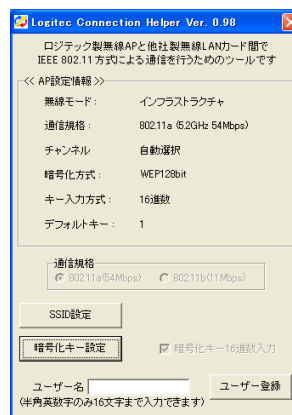 Logitec Connection Helper Ver. 0.98
ロジテック製無線APと他社製無線LANカード間で
IEEE 802.11 方式による通信を行うためのツールです
<< AP設定情報 >>
無線モード： インフラストラクチャ
通信規格： 802.11a (5.2GHz 54Mbps)
チャンネル 自動選択
暗号化方式： WEP128bit
キー入力方式： 16進数
デフォルトキー： 1
通信規格
802.11a(54Mbps) 802.11b(11Mbps)
SSID設定
暗号化キー設定 暗号化キー16進数入力
ユーザー名 ユーザー登録
(半角英数字のみ16文字まで入力できます)